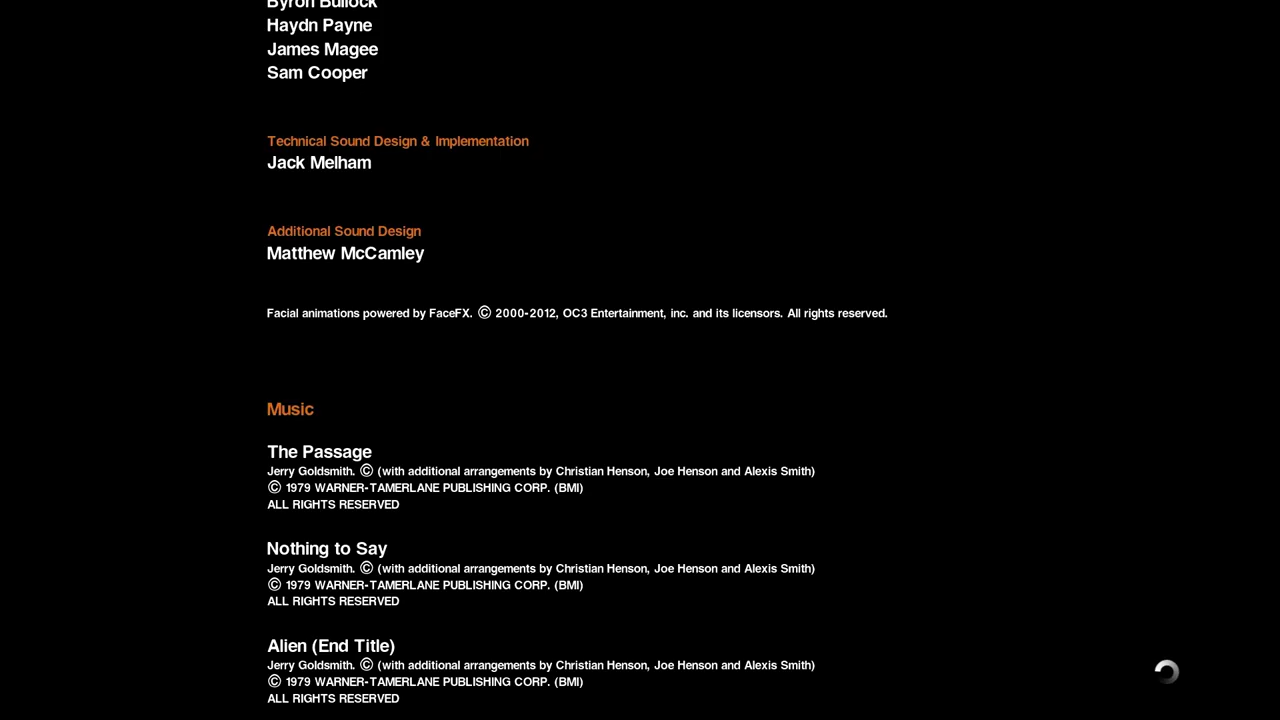 Byron Bullock
Haydn Payne
James Magee
Sam Cooper
Technical Sound Design & Implementation
Jack Melham
Additional Sound Design
Matthew McCamley
Facial animations powered by FaceFX. © 2000-2012, OC3 Entertainment, inc. and its licensors. All rights reserved.
Music
The Passage
Jerry Goldsmith. © (with additional arrangements by Christian Henson, Joe Henson and Alexis Smith)
© 1979 WARNER-TAMERLANE PUBLISHING CORP. (BMI)
ALL RIGHTS RESERVED
Nothing to Say
Jerry Goldsmith. © (with additional arrangements by Christian Henson, Joe Henson and Alexis Smith)
© 1979 WARNER-TAMERLANE PUBLISHING CORP. (BMI)
ALL RIGHTS RESERVED
Alien (End Title)
Jerry Goldsmith. © (with additional arrangements by Christian Henson, Joe Henson and Alexis Smith)
© 1979 WARNER-TAMERLANE PUBLISHING CORP. (BMI)
ALL RIGHTS RESERVED